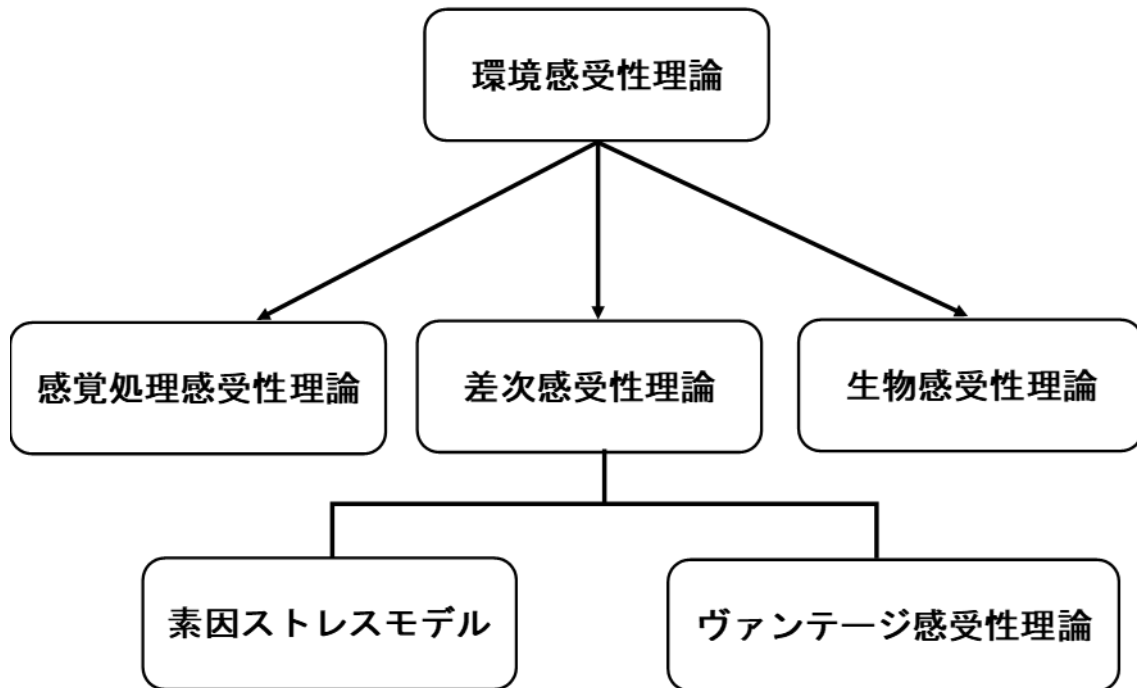 環境感受性理論
感覚処理感受性理論
差次感受性理論
生物感受性理論
素因ストレスモデル
ヴァンテージ感受性理論